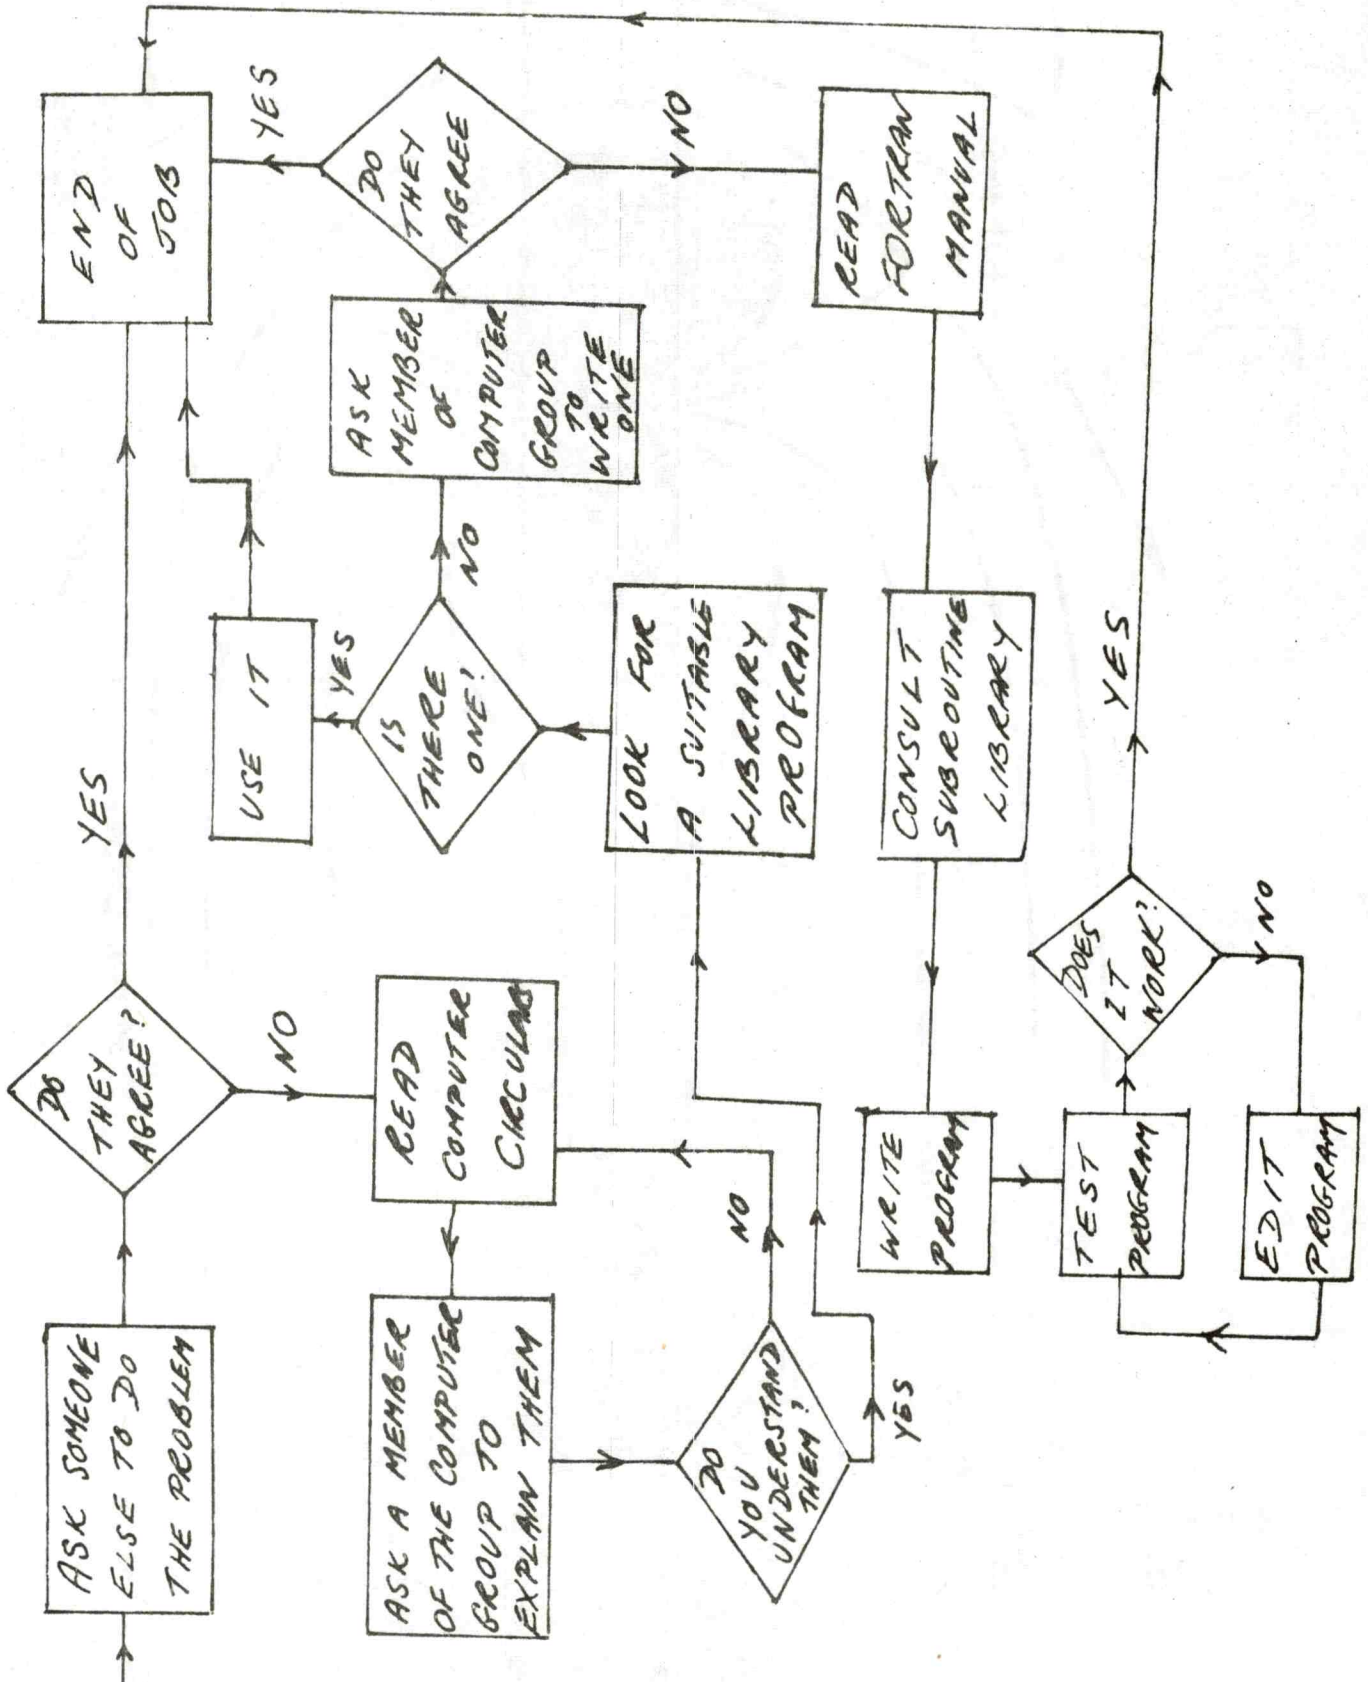 ASK SOMEONE
ELSE TO DO
THE PROBLEM
DO
THEY
AGREE?
YES
NO
END
OF
JOB
READ
COMPUTER
CIRCULARS
ASK A MEMBER
OF THE COMPUTER
GROUP TO
EXPLAIN THEM
DO
YOU
UNDERSTAND
THEM?
NO
YES
LOOK FOR
A SUITABLE
LIBRARY
PROGRAM
IS
THERE
ONE?
YES
NO
USE IT
ASK
MEMBER
OF
COMPUTER
GROUP
TO
WRITE
ONE
DO
THEY
AGREE
YES
NO
READ
FORTRAN
MANUAL
CONSULT
SUBROUTINE
LIBRARY
WRITE
PROGRAM
TEST
PROGRAM
DOES
IT
WORK?
YES
NO
EDIT
PROGRAM